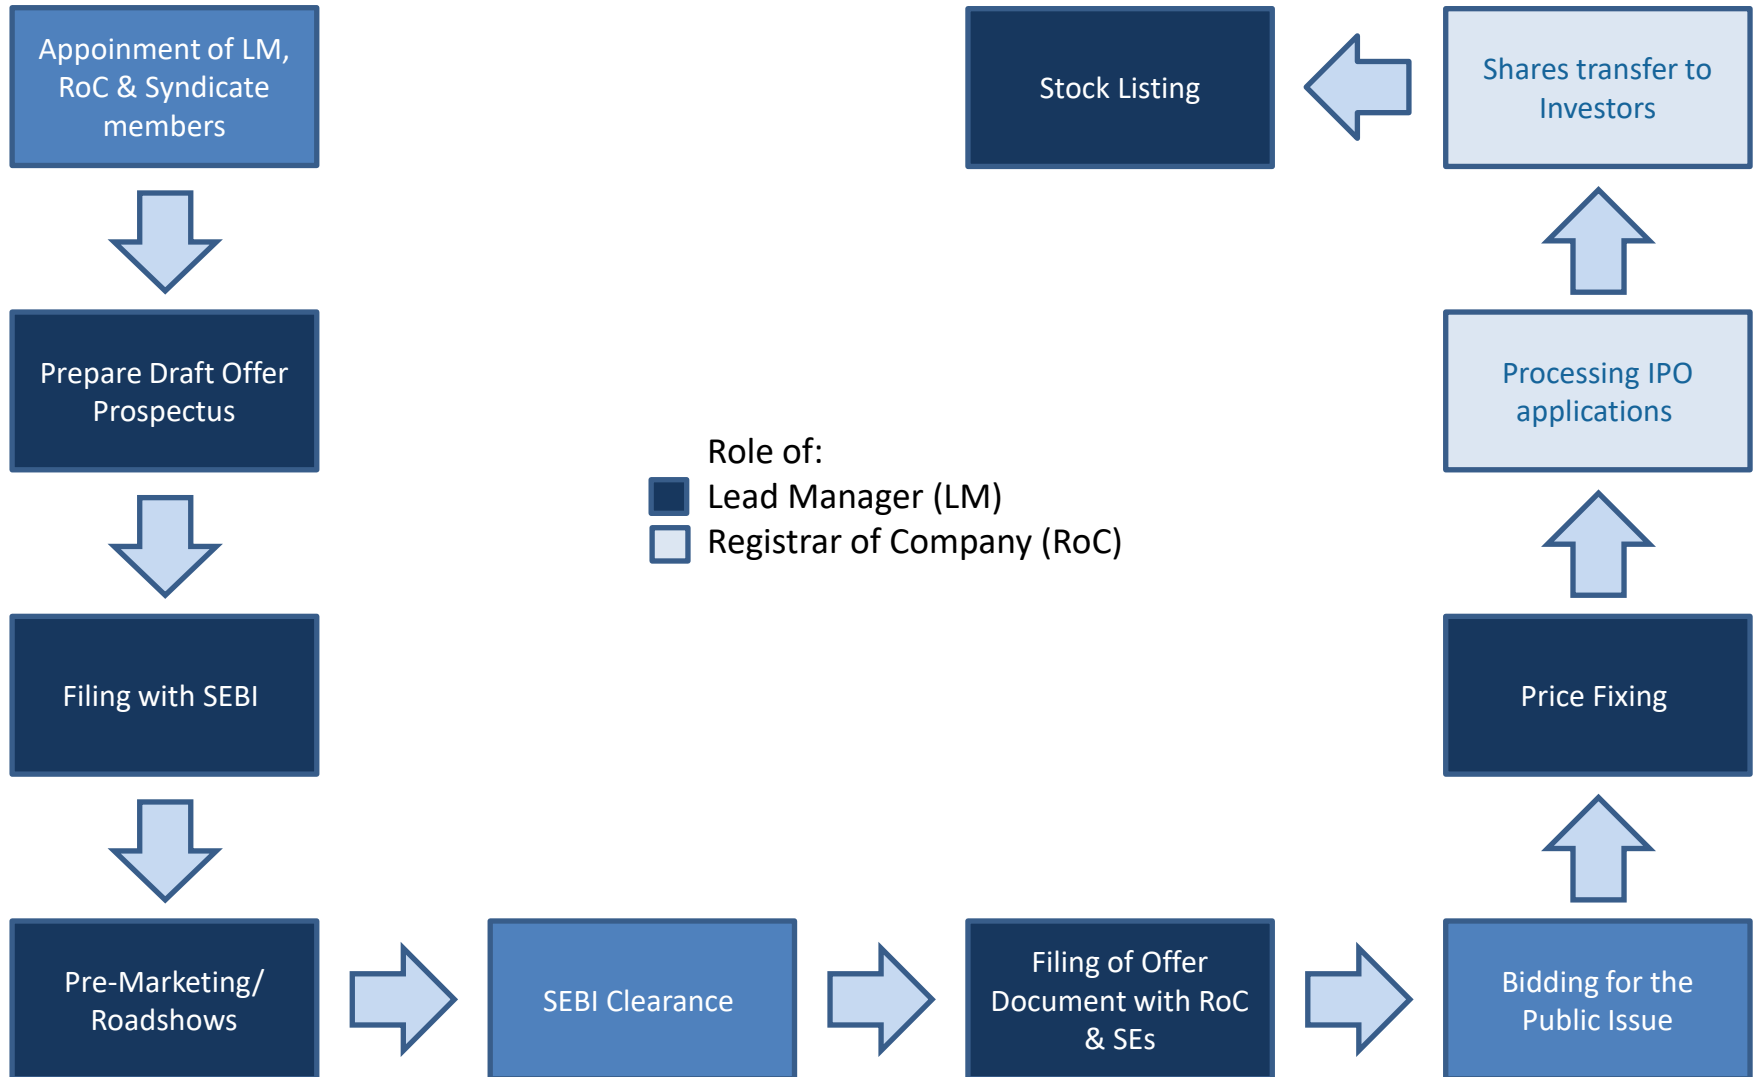 Appoinment of LM,
RoC & Syndicate
members
Prepare Draft Offer
Prospectus
Filing with SEBI
Pre-Marketing/
Roadshows
SEBI Clearance
Filing of Offer
Document with RoC
& SEs
Bidding for the
Public Issue
Price Fixing
Processing IPO
applications
Shares transfer to
Investors
Stock Listing
Role of:
Lead Manager (LM)
Registrar of Company (RoC)